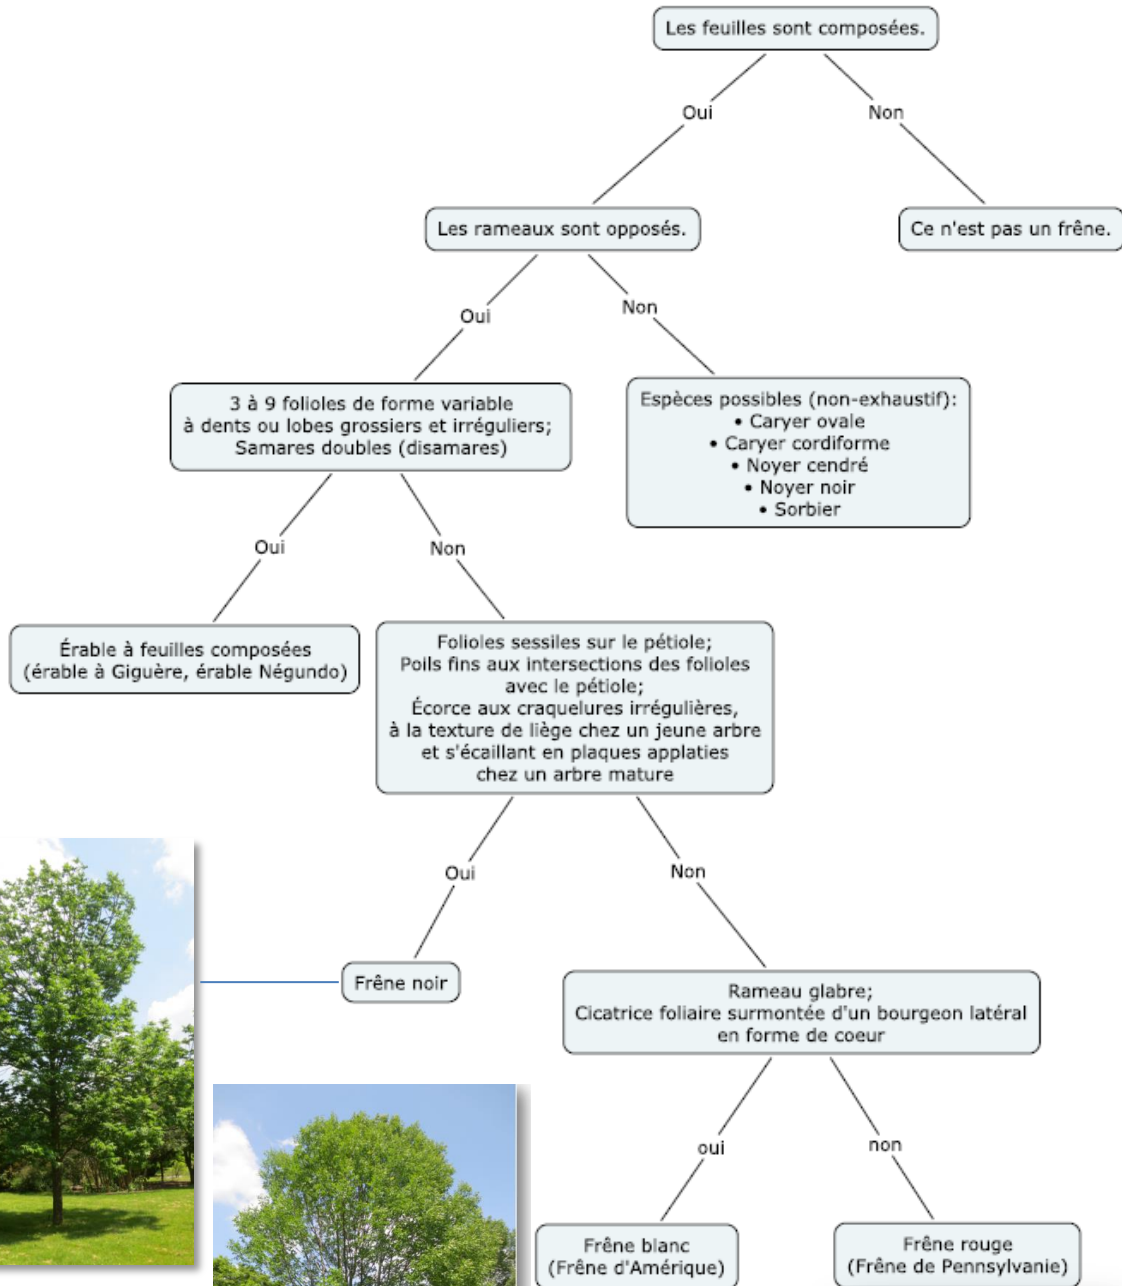 Les feuilles sont composées.
Oui
Non
Les rameaux sont opposés.
Ce n'est pas un frêne.
Oui
Non
3 à 9 folioles de forme variable
à dents ou lobes grossiers et irréguliers;
Samares doubles (disamares)
Espèces possibles (non-exhaustif):
• Caryer ovale
• Caryer cordiforme
• Noyer cendré
• Noyer noir
• Sorbier
Oui
Non
Érable à feuilles composées
(érable à Giguère, érable Négundo)
Folioles sessiles sur le pétiole;
Poils fins aux intersections des folioles
avec le pétiole;
Écorce aux craquelures irrégulières,
à la texture de liège chez un jeune arbre
et s'écaillant en plaques applaties
chez un arbre mature
Oui
Non
Frêne noir
Rameau glabre;
Cicatrice foliaire surmontée d'un bourgeon latéral
en forme de coeur
oui
non
Frêne blanc
(Frêne d'Amérique)
Frêne rouge
(Frêne de Pennsylvanie)